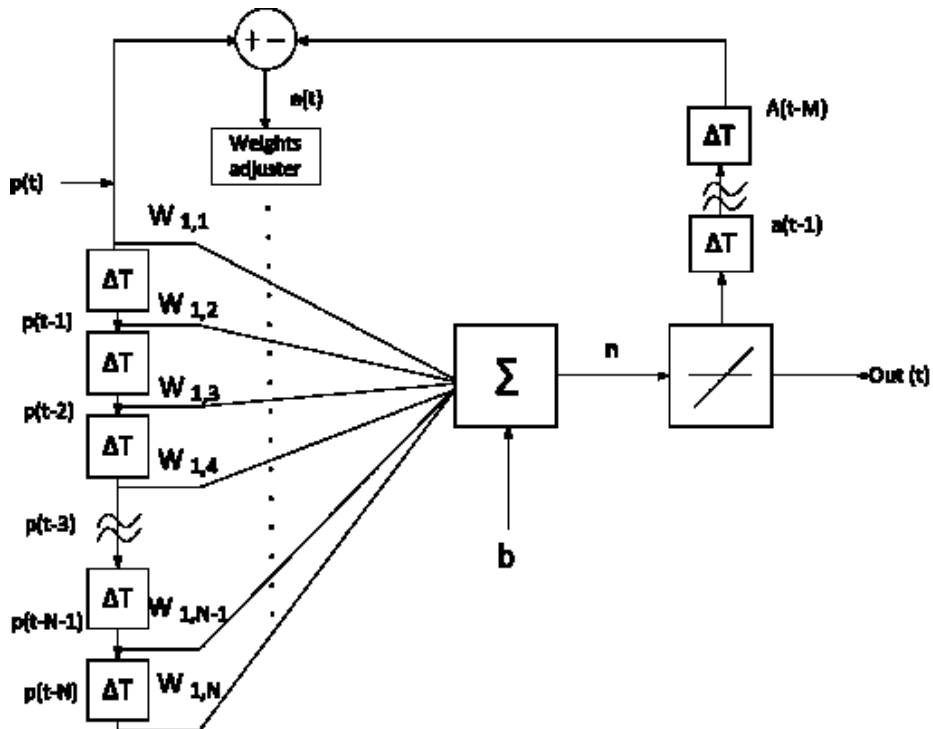 + −
e(t)
Weights
adjuster
A(t-M)
ΔT
a(t-1)
ΔT
p(t)
W 1,1
ΔT
p(t-1)
W 1,2
ΔT
p(t-2)
W 1,3
ΔT
W 1,4
p(t-3)
ΔT
p(t-N-1)
W 1,N-1
ΔT
p(t-N)
W 1,N
Σ
n
Out (t)
b